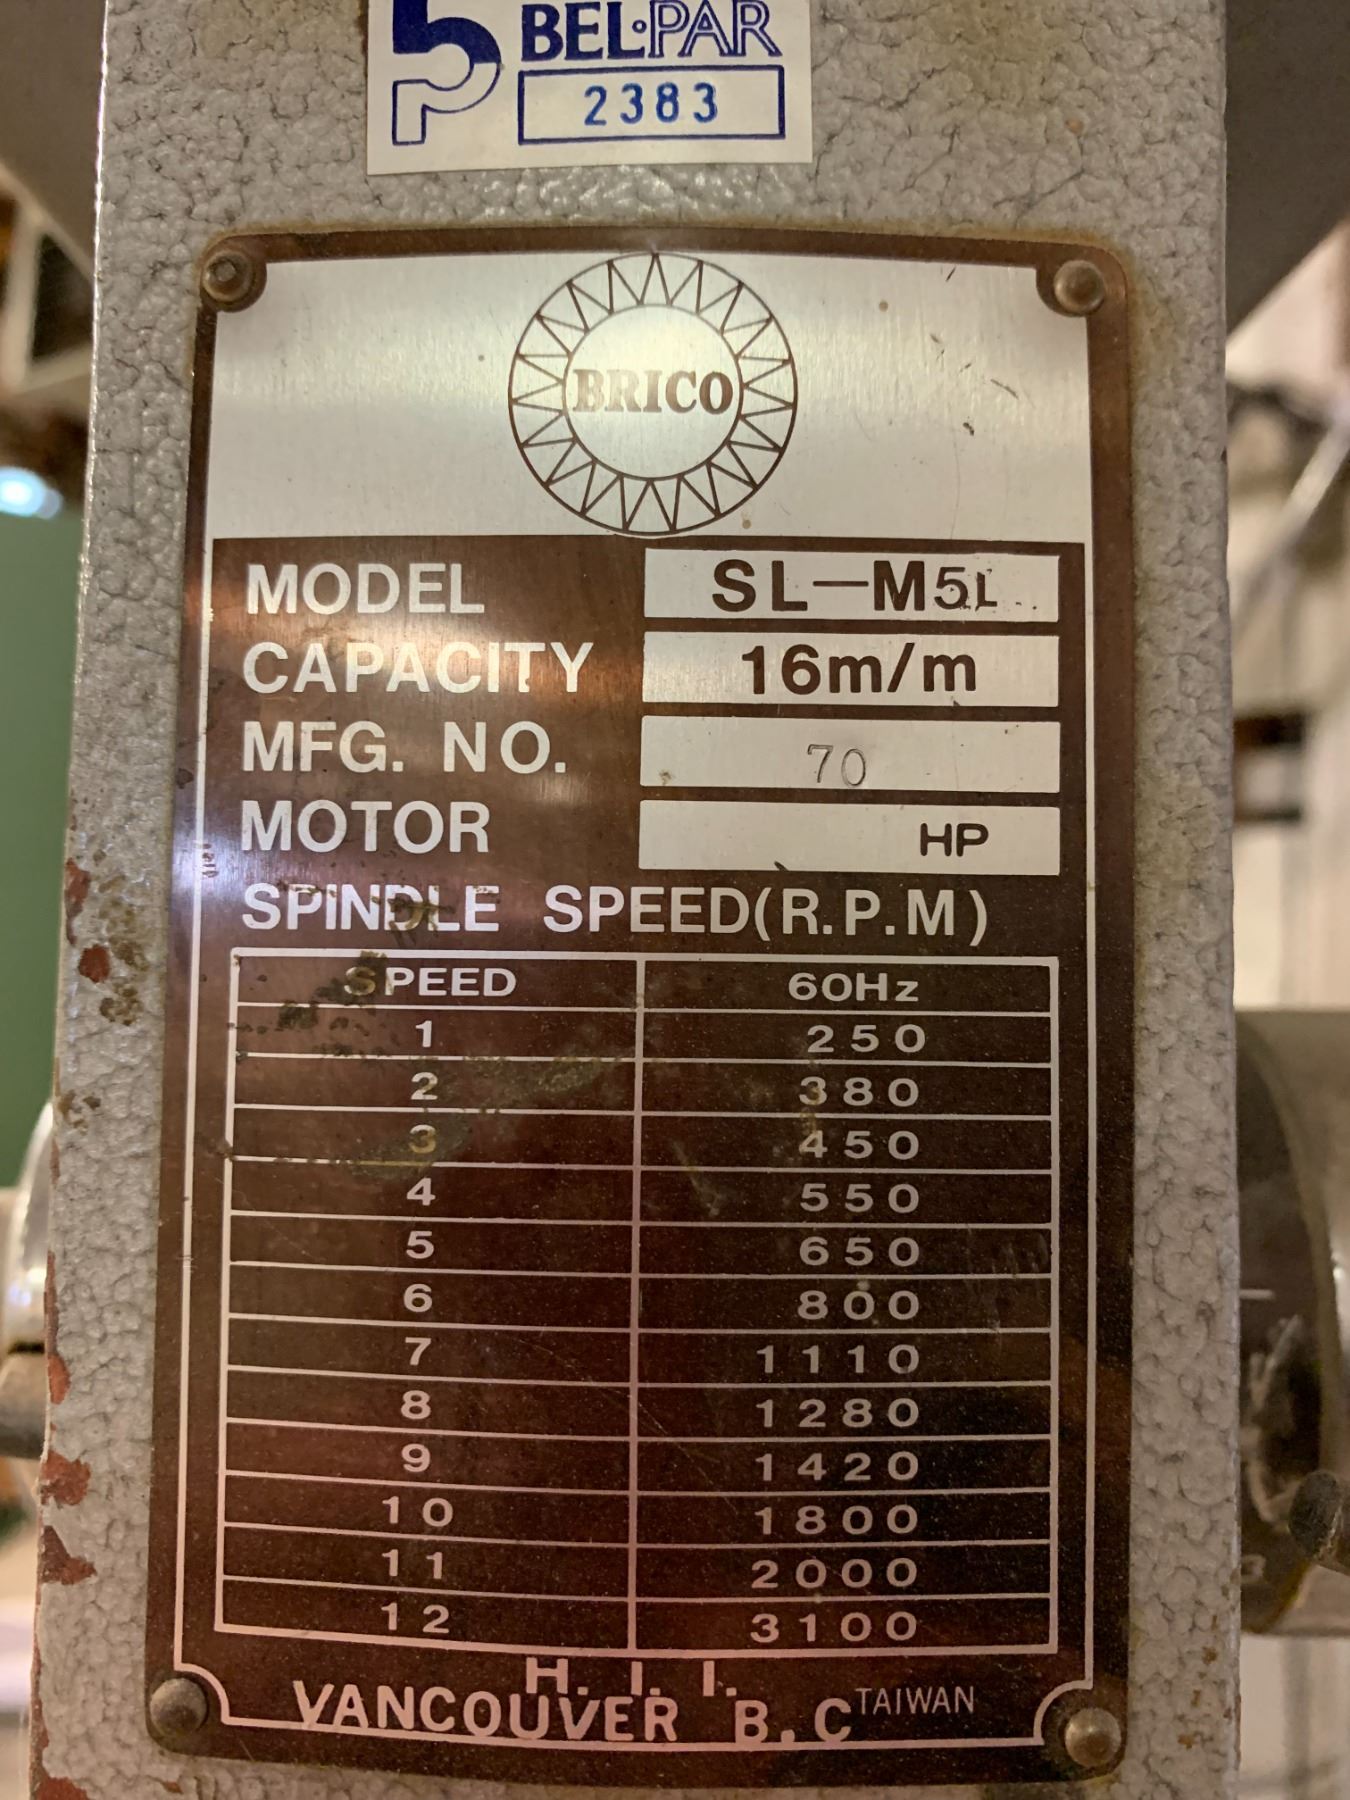 BEL·PAR
2383
BRICO
MODEL SL-M5L
CAPACITY 16m/m
MFG. NO. 70
MOTOR HP
SPINDLE SPEED(R.P.M)
SPEED 60Hz
1 250
2 380
3 450
4 550
5 650
6 800
7 1110
8 1280
9 1420
10 1800
11 2000
12 3100
H. I. I.
VANCOUVER B.C TAIWAN